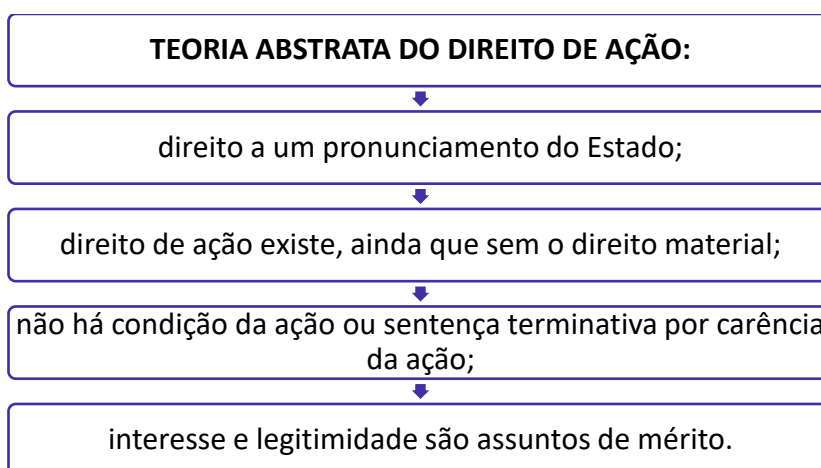 TEORIA ABSTRATA DO DIREITO DE AÇÃO:
direito a um pronunciamento do Estado;
direito de ação existe, ainda que sem o direito material;
não há condição da ação ou sentença terminativa por carência
da ação;
interesse e legitimidade são assuntos de mérito.